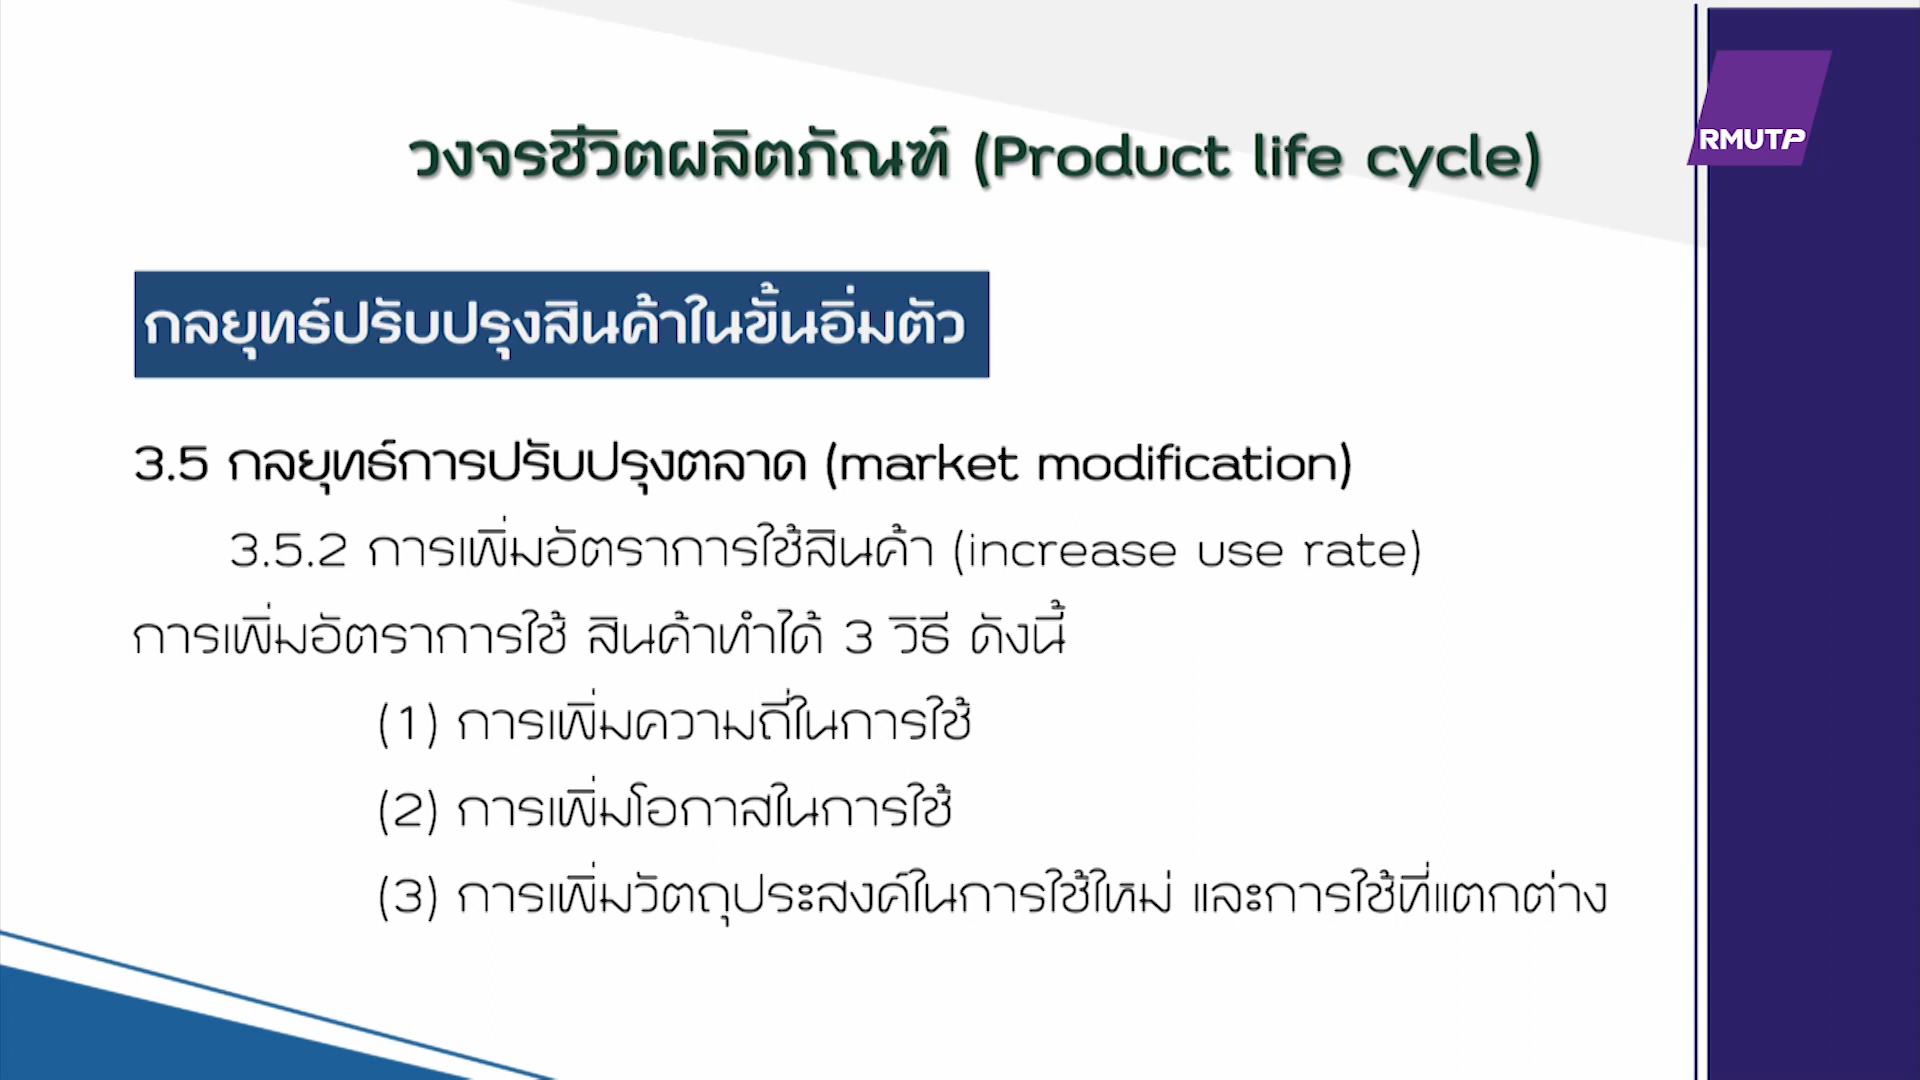 RMUTP
วงจรชีวิตผลิตภัณฑ์ (Product life cycle)
กลยุทธ์ปรับปรุงสินค้าในขั้นอิ่มตัว
3.5 กลยุทธ์การปรับปรุงตลาด (market modification)
3.5.2 การเพิ่มอัตราการใช้สินค้า (increase use rate)
การเพิ่มอัตราการใช้ สินค้าทำได้ 3 วิธี ดังนี้
(1) การเพิ่มความถี่ในการใช้
(2) การเพิ่มโอกาสในการใช้
(3) การเพิ่มวัตถุประสงค์ในการใช้ใหม่ และการใช้ที่แตกต่าง